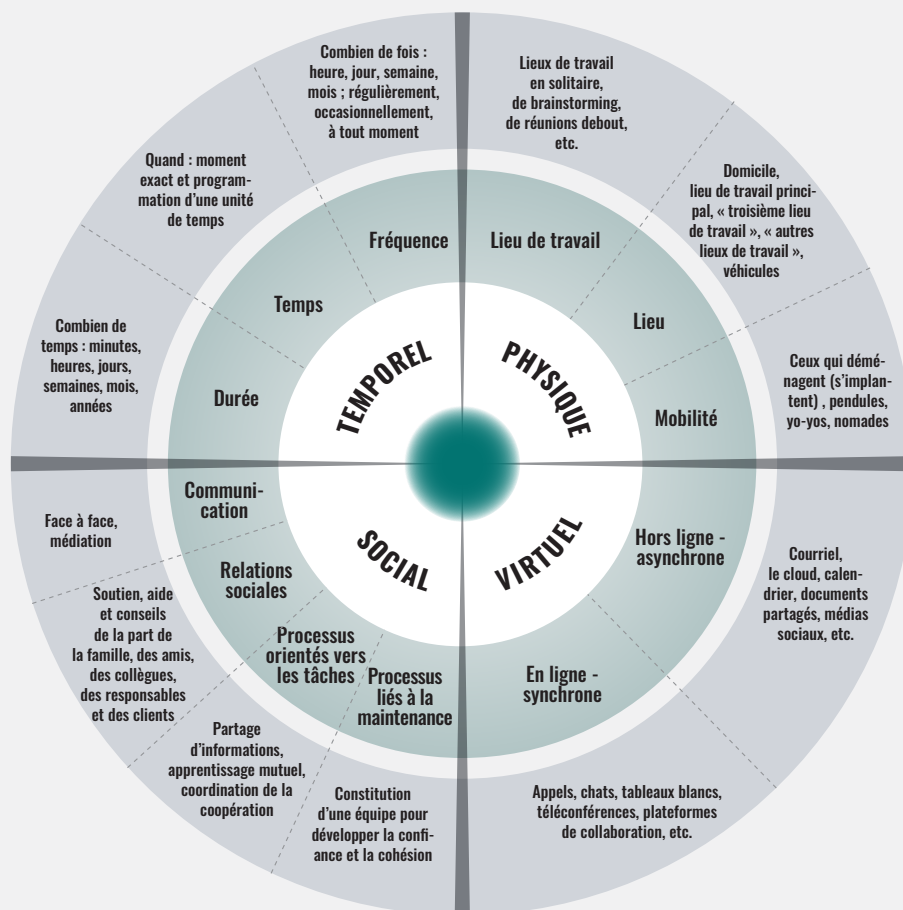 Combien de fois :
heure, jour, semaine,
mois ; régulièrement,
occasionnellement,
à tout moment
Quand : moment
exact et program-
mation d'une unité
de temps
Combien de
temps : minutes,
heures, jours,
semaines, mois,
années
Fréquence
Temps
Durée
TEMPOREL
Lieux de travail
en solitaire,
de brainstorming,
de réunions debout,
etc.
Domicile,
lieu de travail princi-
pal, « troisième lieu
de travail », « autres
lieux de travail »,
véhicules
Ceux qui démé-
nagent (s'implan-
tent) , pendules,
yo-yos, nomades
Lieu de travail
Lieu
Mobilité
PHYSIQUE
Face à face,
médiation
Soutien, aide
et conseils
de la part de
la famille, des amis,
des collègues,
des responsables
et des clients
Partage
d'informations,
apprentissage mutuel,
coordination de la
coopération
Constitution
d'une équipe pour
développer la confi-
ance et la cohésion
Communi-
cation
Relations
sociales
Processus
orientés vers
les tâches
Processus
liés à la
maintenance
SOCIAL
VIRTUEL
Hors ligne -
asynchrone
En ligne -
synchrone
Courriel,
le cloud, calen-
drier, documents
partagés, médias
sociaux, etc.
Appels, chats, tableaux blancs,
téléconférences, plateformes
de collaboration, etc.